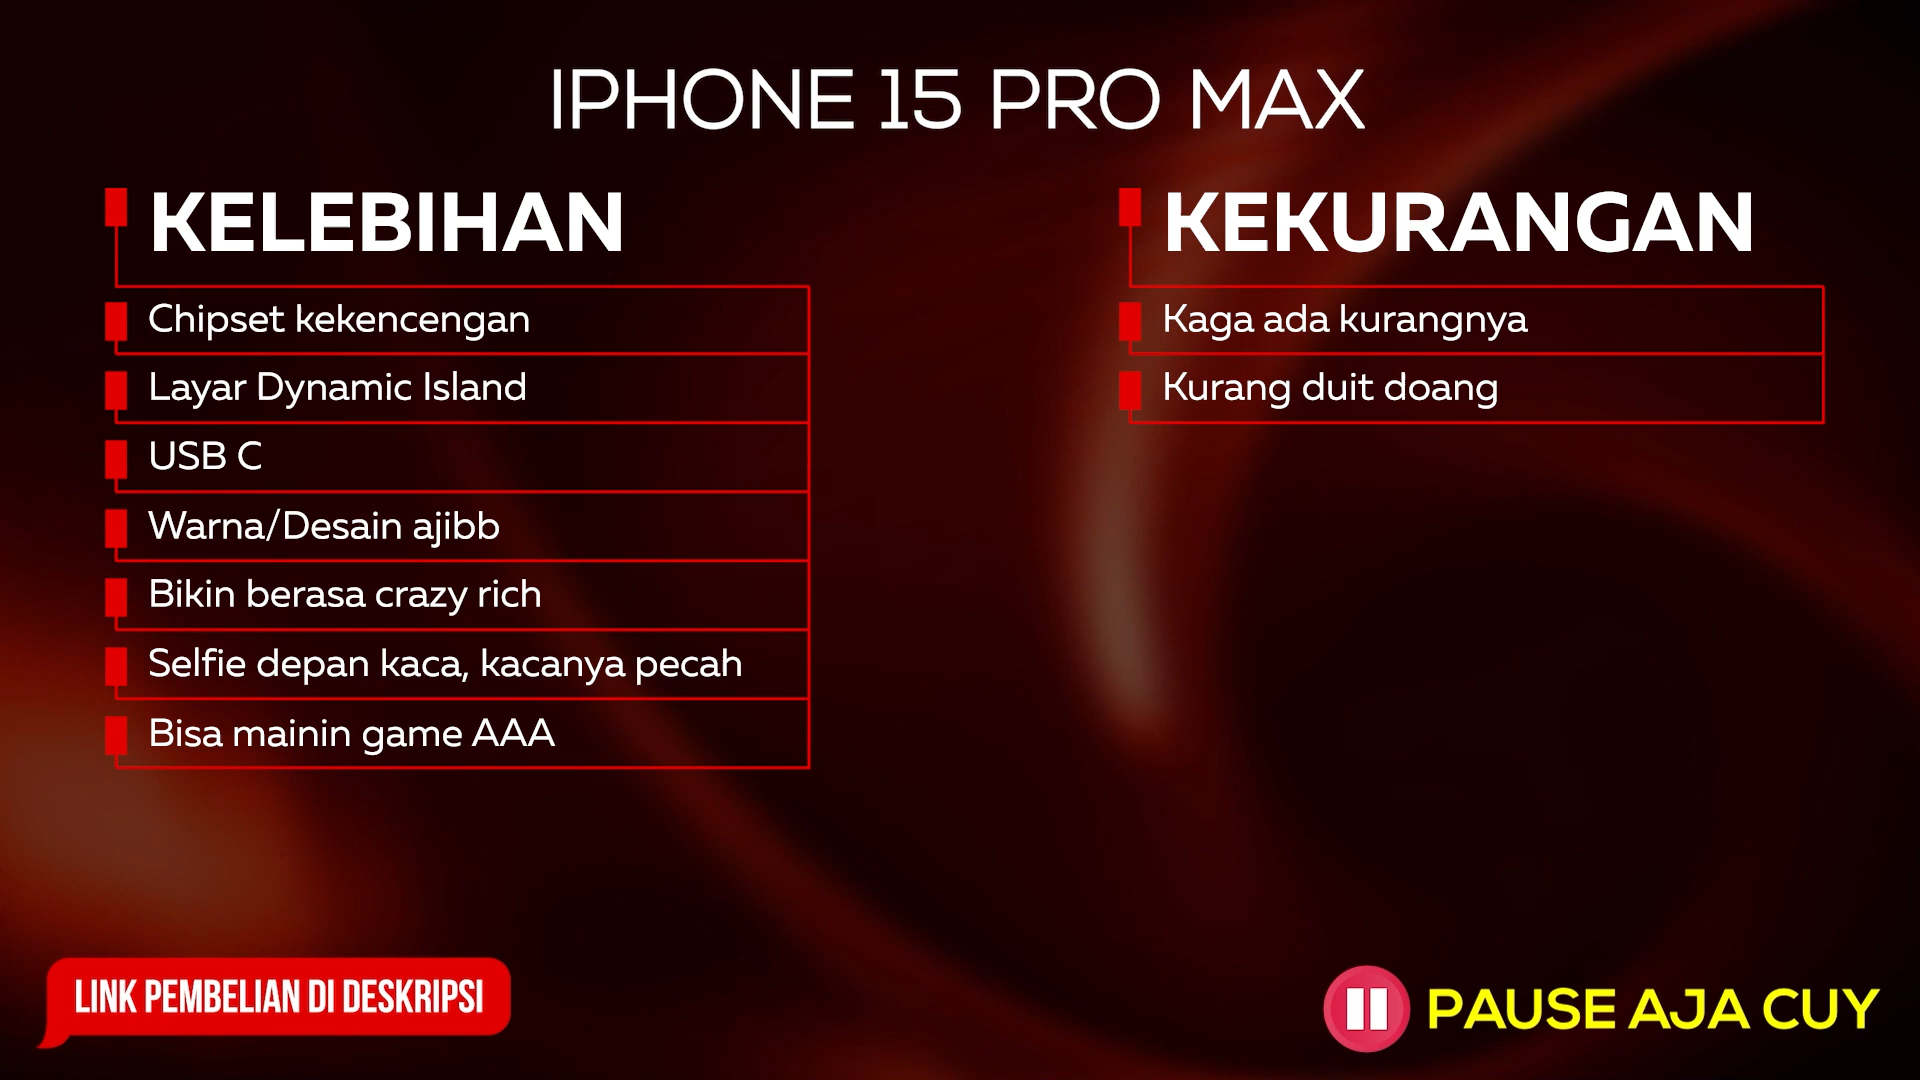 IPHONE 15 PRO MAX
KELEBIHAN
Chipset kekencengan
Layar Dynamic Island
USB C
Warna/Desain ajibb
Bikin berasa crazy rich
Selfie depan kaca, kacanya pecah
Bisa mainin game AAA
KEKURANGAN
Kaga ada kurangnya
Kurang duit doang
LINK PEMBELIAN DI DESKRIPSI
PAUSE AJA CUY